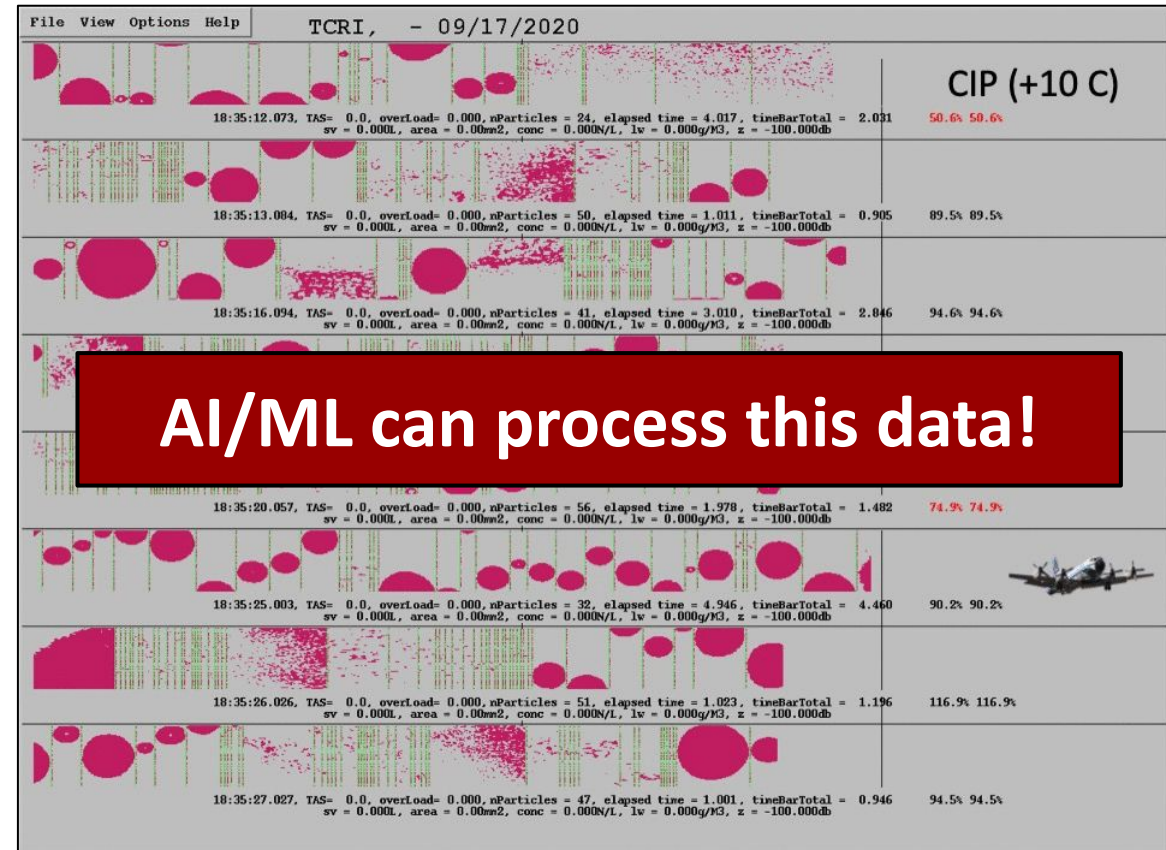 File View Options Help
TCRI, - 09/17/2020
CIP (+10 C)
18:35:12.073, TAS= 0.0, overLoad= 0.000, nParticles = 24, elapsed time = 4.017, timeBarTotal = 2.031 50.6% 50.6%
sv = 0.000L, area = 0.00mm2, conc = 0.000N/L, lw = 0.000g/M3, z = -100.000db
18:35:13.084, TAS= 0.0, overLoad= 0.000, nParticles = 50, elapsed time = 1.011, timeBarTotal = 0.905 89.5% 89.5%
sv = 0.000L, area = 0.00mm2, conc = 0.000N/L, lw = 0.000g/M3, z = -100.000db
18:35:16.094, TAS= 0.0, overLoad= 0.000, nParticles = 41, elapsed time = 3.010, timeBarTotal = 2.846 94.6% 94.6%
sv = 0.000L, area = 0.00mm2, conc = 0.000N/L, lw = 0.000g/M3, z = -100.000db
AI/ML can process this data!
18:35:20.057, TAS= 0.0, overLoad= 0.000, nParticles = 56, elapsed time = 1.978, timeBarTotal = 1.482 74.9% 74.9%
sv = 0.000L, area = 0.00mm2, conc = 0.000N/L, lw = 0.000g/M3, z = -100.000db
18:35:25.003, TAS= 0.0, overLoad= 0.000, nParticles = 32, elapsed time = 4.946, timeBarTotal = 4.460 90.2% 90.2%
sv = 0.000L, area = 0.00mm2, conc = 0.000N/L, lw = 0.000g/M3, z = -100.000db
18:35:26.026, TAS= 0.0, overLoad= 0.000, nParticles = 51, elapsed time = 1.023, timeBarTotal = 1.196 116.9% 116.9%
sv = 0.000L, area = 0.00mm2, conc = 0.000N/L, lw = 0.000g/M3, z = -100.000db
18:35:27.027, TAS= 0.0, overLoad= 0.000, nParticles = 47, elapsed time = 1.001, timeBarTotal = 0.946 94.5% 94.5%
sv = 0.000L, area = 0.00mm2, conc = 0.000N/L, lw = 0.000g/M3, z = -100.000db